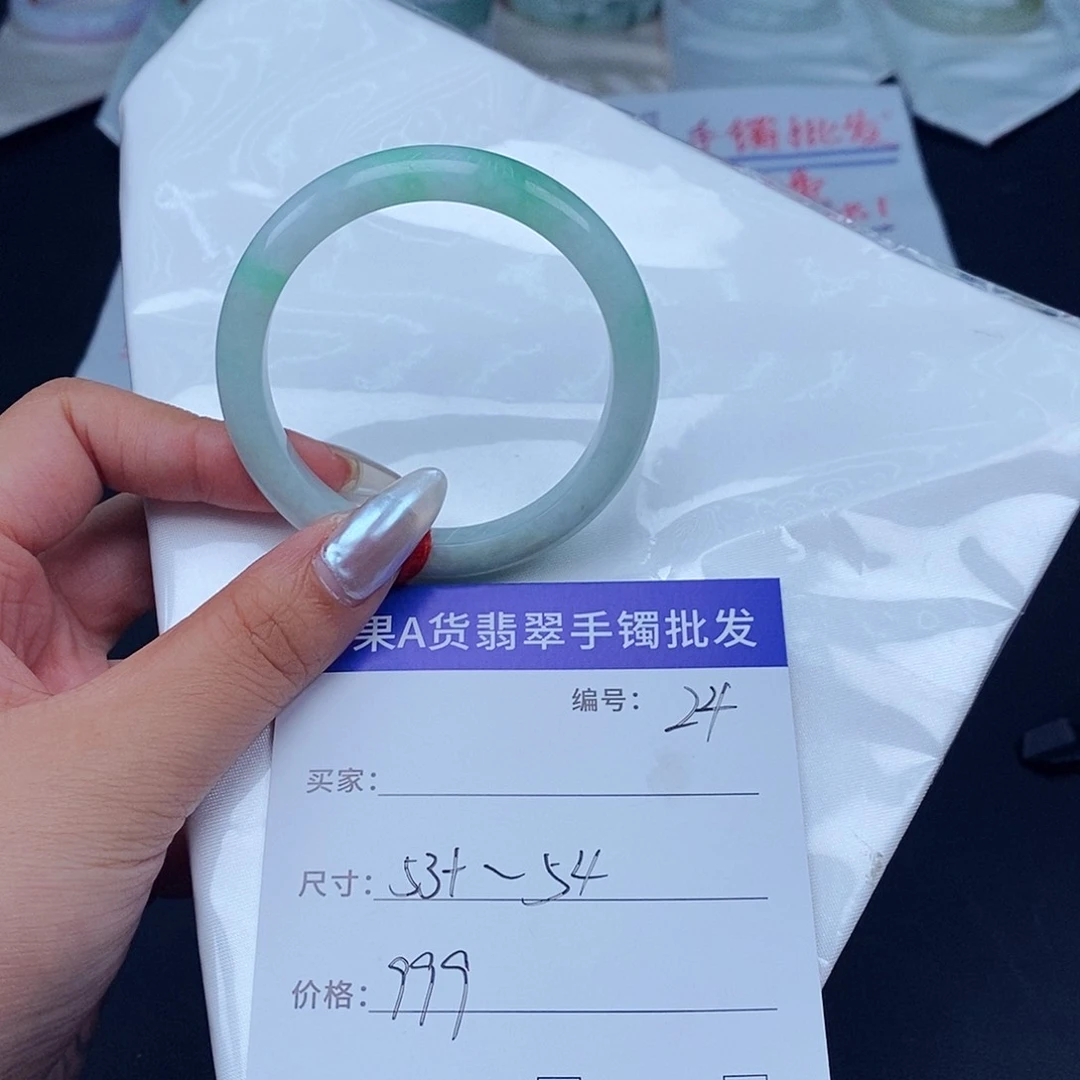 手镯批发
果A货翡翠手镯批发
编号： 24
买家：
尺寸： 53+～54
价格： 999